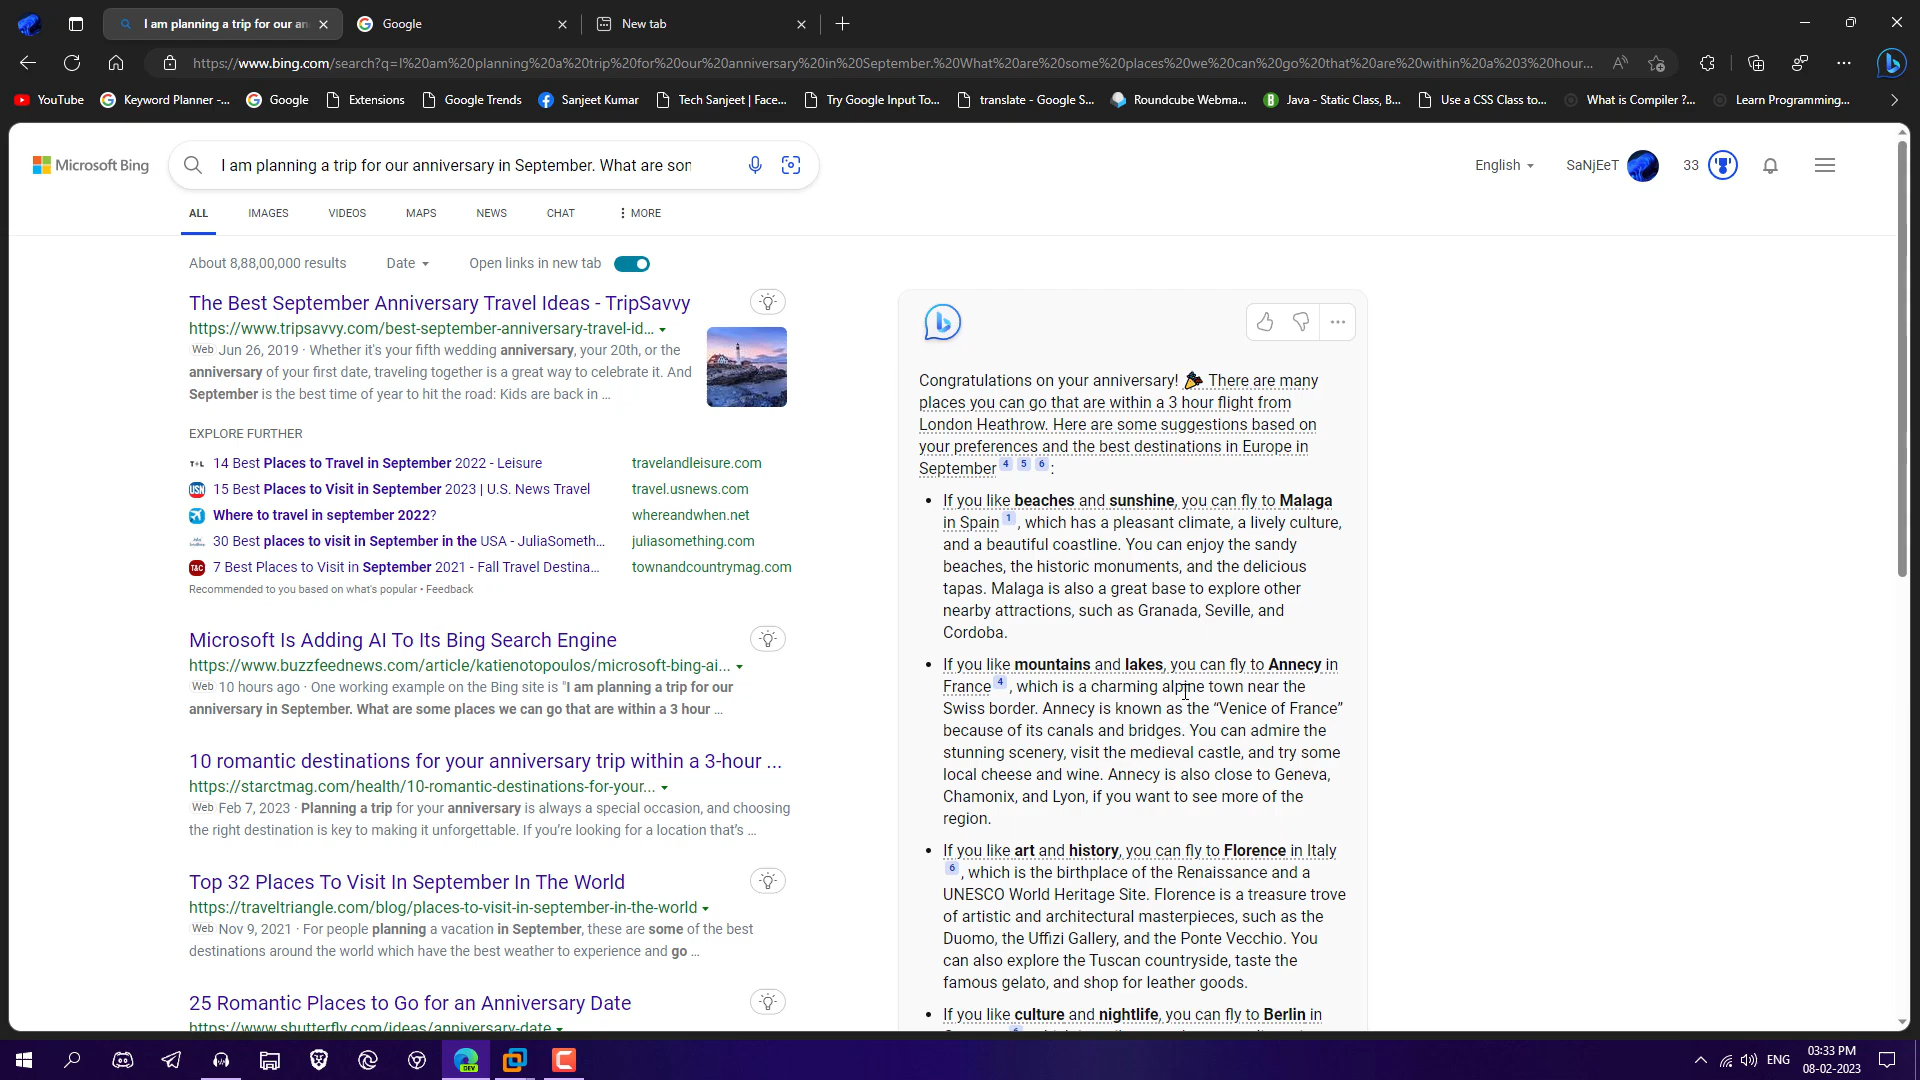 I am planning a trip for our an
Google
New tab
https://www.bing.com/search?q=I%20am%20planning%20a%20trip%20for%20our%20anniversary%20in%20September.%20What%20are%20some%20places%20we%20can%20go%20that%20are%20within%20a%203%20hour...
YouTube
Keyword Planner -...
Google
Extensions
Google Trends
Sanjeet Kumar
Tech Sanjeet | Face...
Try Google Input To...
translate - Google S...
Roundcube Webma...
Java - Static Class, B...
Use a CSS Class to...
What is Compiler ?...
Learn Programming...
Microsoft Bing
I am planning a trip for our anniversary in September. What are son
English
SaNjEeT
33
ALL
IMAGES
VIDEOS
MAPS
NEWS
CHAT
MORE
About 8,88,00,000 results
Date
Open links in new tab
The Best September Anniversary Travel Ideas - TripSavvy
https://www.tripsavvy.com/best-september-anniversary-travel-id...
Web Jun 26, 2019 · Whether it's your fifth wedding anniversary, your 20th, or the
anniversary of your first date, traveling together is a great way to celebrate it. And
September is the best time of year to hit the road: Kids are back in ...
EXPLORE FURTHER
14 Best Places to Travel in September 2022 - Leisure
travelandleisure.com
15 Best Places to Visit in September 2023 | U.S. News Travel
travel.usnews.com
Where to travel in september 2022?
whereandwhen.net
30 Best places to visit in September in the USA - JuliaSometh...
juliasomething.com
7 Best Places to Visit in September 2021 - Fall Travel Destina...
townandcountrymag.com
Recommended to you based on what's popular • Feedback
Microsoft Is Adding AI To Its Bing Search Engine
https://www.buzzfeednews.com/article/katienotopoulos/microsoft-bing-ai...
Web 10 hours ago · One working example on the Bing site is "I am planning a trip for our
anniversary in September. What are some places we can go that are within a 3 hour ...
10 romantic destinations for your anniversary trip within a 3-hour ...
https://starctmag.com/health/10-romantic-destinations-for-your...
Web Feb 7, 2023 · Planning a trip for your anniversary is always a special occasion, and choosing
the right destination is key to making it unforgettable. If you're looking for a location that's ...
Top 32 Places To Visit In September In The World
https://traveltriangle.com/blog/places-to-visit-in-september-in-the-world
Web Nov 9, 2021 · For people planning a vacation in September, these are some of the best
destinations around the world which have the best weather to experience and go ...
25 Romantic Places to Go for an Anniversary Date
https://www.shutterfly.com/ideas/anniversary-date
Congratulations on your anniversary! 🎉 There are many
places you can go that are within a 3 hour flight from
London Heathrow. Here are some suggestions based on
your preferences and the best destinations in Europe in
September 4 5 6 :
• If you like beaches and sunshine, you can fly to Malaga
in Spain 1 , which has a pleasant climate, a lively culture,
and a beautiful coastline. You can enjoy the sandy
beaches, the historic monuments, and the delicious
tapas. Malaga is also a great base to explore other
nearby attractions, such as Granada, Seville, and
Cordoba.
• If you like mountains and lakes, you can fly to Annecy in
France 4 , which is a charming alpine town near the
Swiss border. Annecy is known as the “Venice of France”
because of its canals and bridges. You can admire the
stunning scenery, visit the medieval castle, and try some
local cheese and wine. Annecy is also close to Geneva,
Chamonix, and Lyon, if you want to see more of the
region.
• If you like art and history, you can fly to Florence in Italy
6 , which is the birthplace of the Renaissance and a
UNESCO World Heritage Site. Florence is a treasure trove
of artistic and architectural masterpieces, such as the
Duomo, the Uffizi Gallery, and the Ponte Vecchio. You
can also explore the Tuscan countryside, taste the
famous gelato, and shop for leather goods.
• If you like culture and nightlife, you can fly to Berlin in
ENG
03:33 PM
08-02-2023